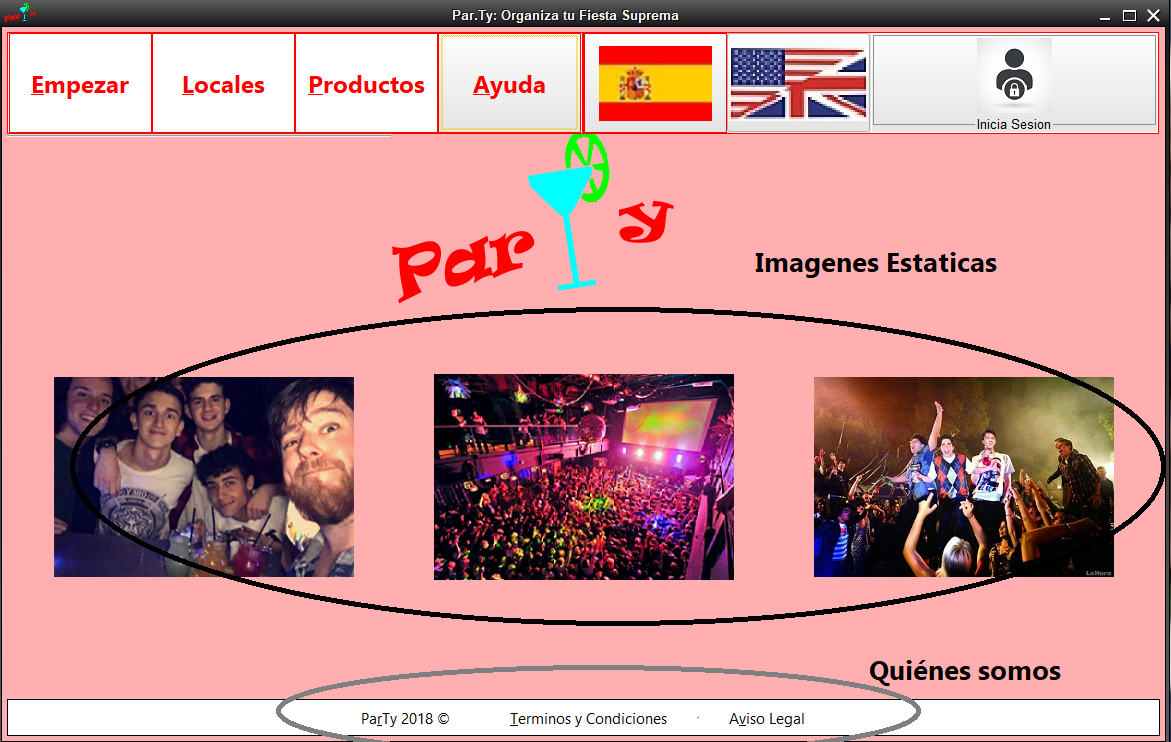 Par.Ty: Organiza tu Fiesta Suprema
Empezar
Locales
Productos
Ayuda
Inicia Sesion
Par y
Imagenes Estaticas
LaHora
Quiénes somos
ParTy 2018 © Terminos y Condiciones · Aviso Legal